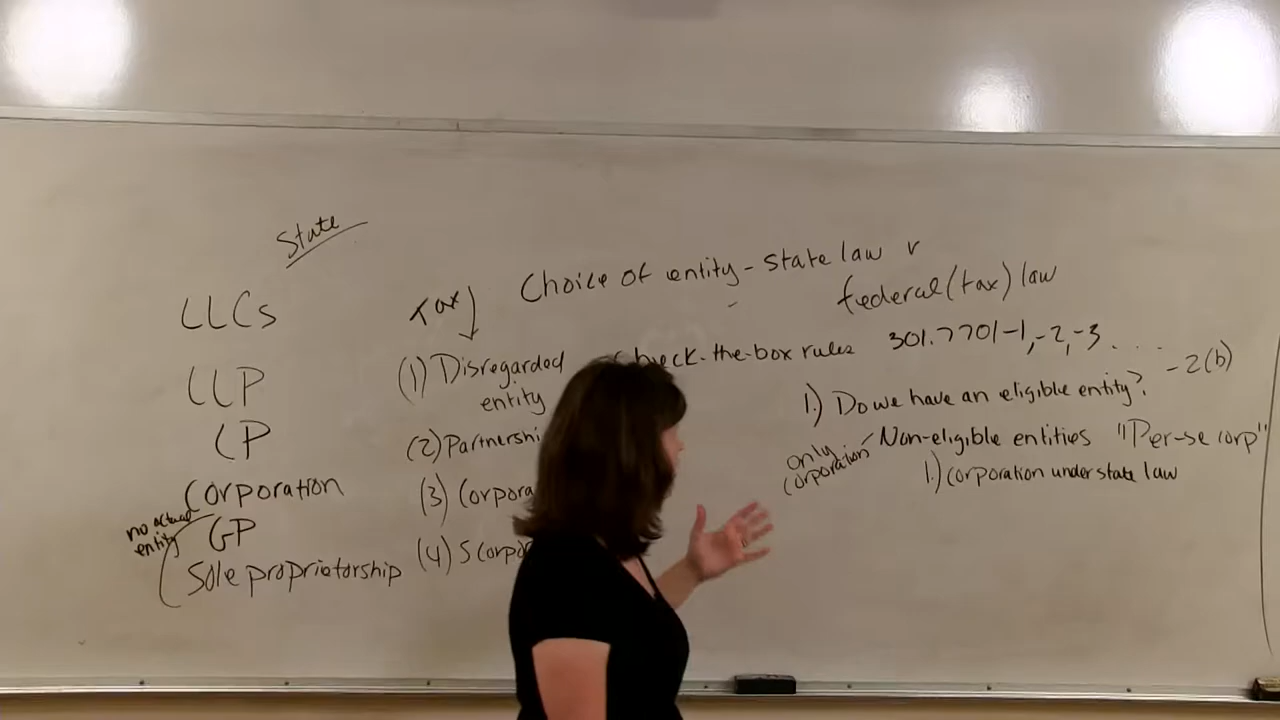 State
LLCs
LLP
LP
Corporation
no actual
entity
GP
Sole proprietorship
Tax
(1) Disregarded
entity
(2) Partnershi
(3) Corpora
(4) S Corpo
Choice of entity - state law v
federal (tax) law
Check-the-box rules 301.7701-1, -2, -3 . . . .
-2(b)
1.) Do we have an eligible entity?
only
corporation
Non-eligible entities "Per-se corp"
1.) corporation under state law